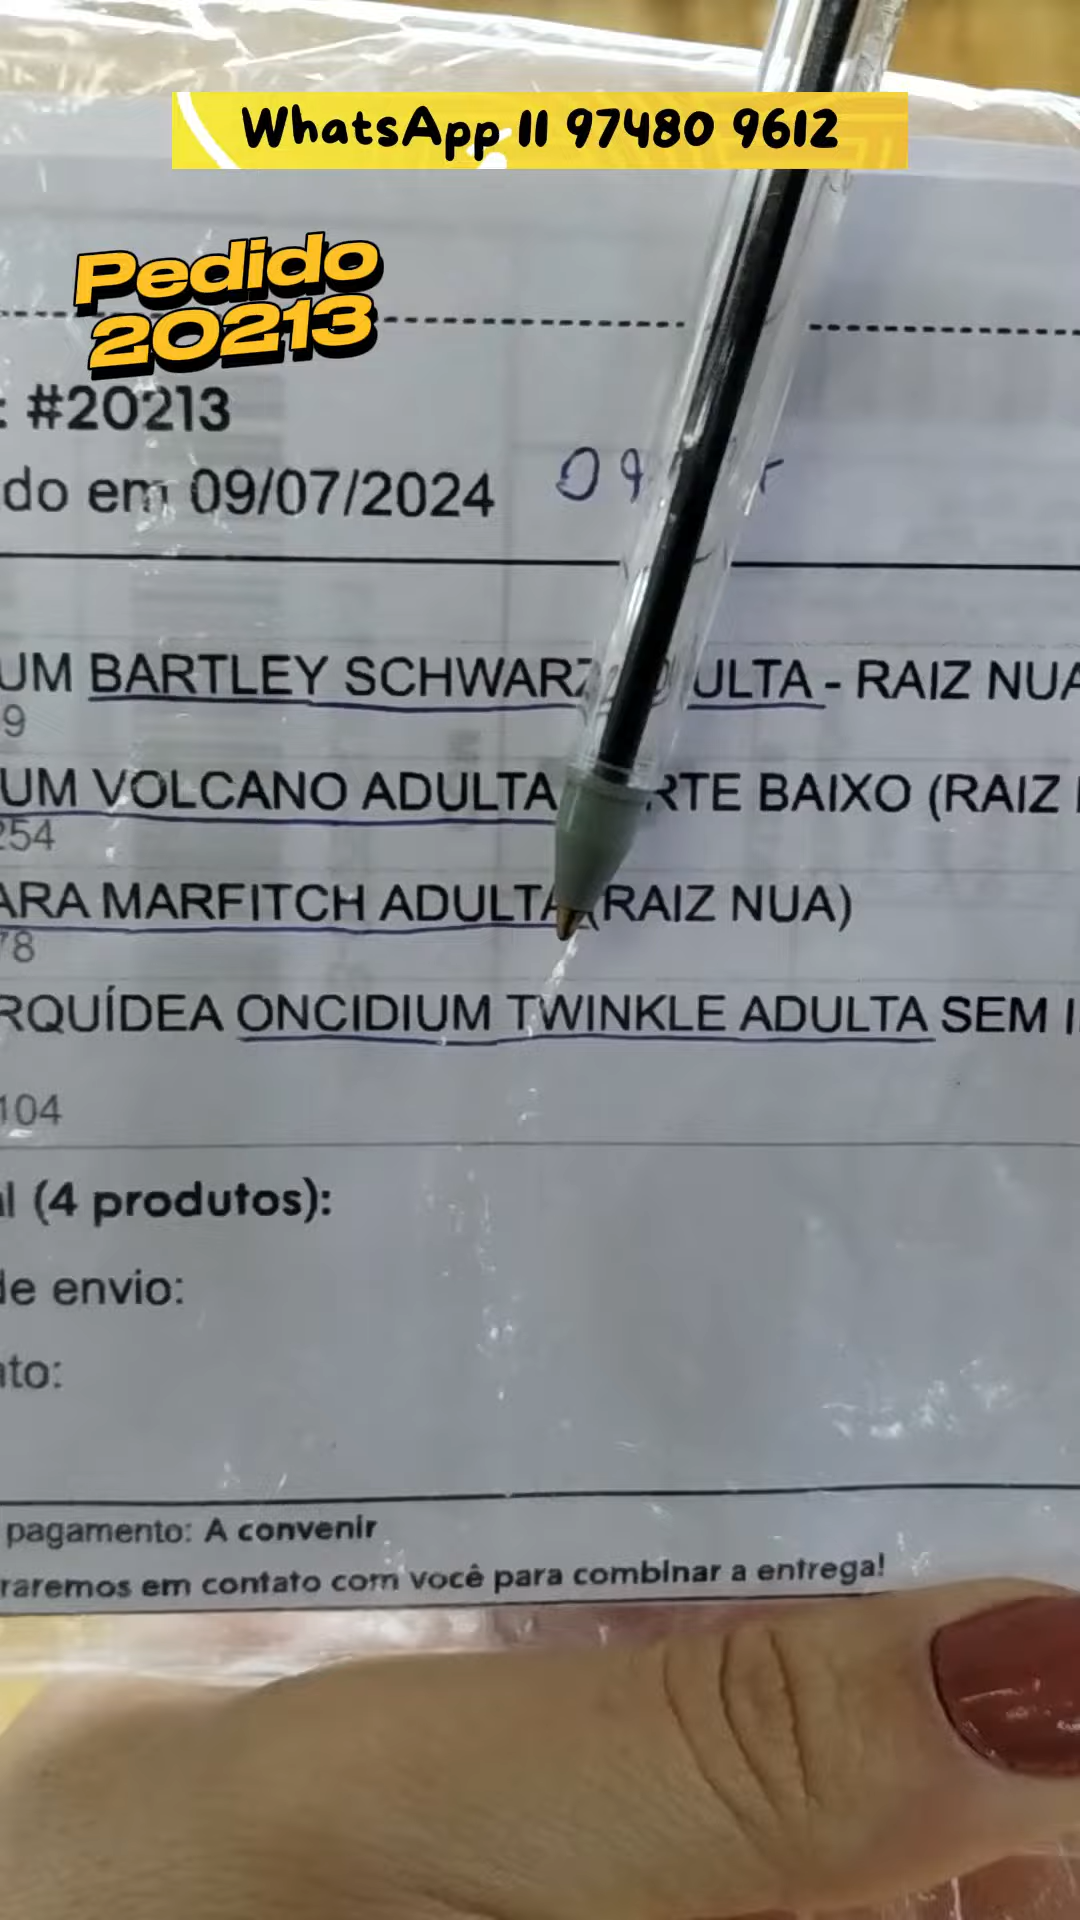 WhatsApp 11 97480 9612
Pedido
20213
: #20213
do em 09/07/2024 09
UM BARTLEY SCHWARZ ULTA - RAIZ NUA
9
UM VOLCANO ADULTA RTE BAIXO (RAIZ
254
ARA MARFITCH ADULTA (RAIZ NUA)
78
RQUÍDEA ONCIDIUM TWINKLE ADULTA SEM I
104
al (4 produtos):
de envio:
nto:
pagamento: A convenir
raremos em contato com você para combinar a entrega!